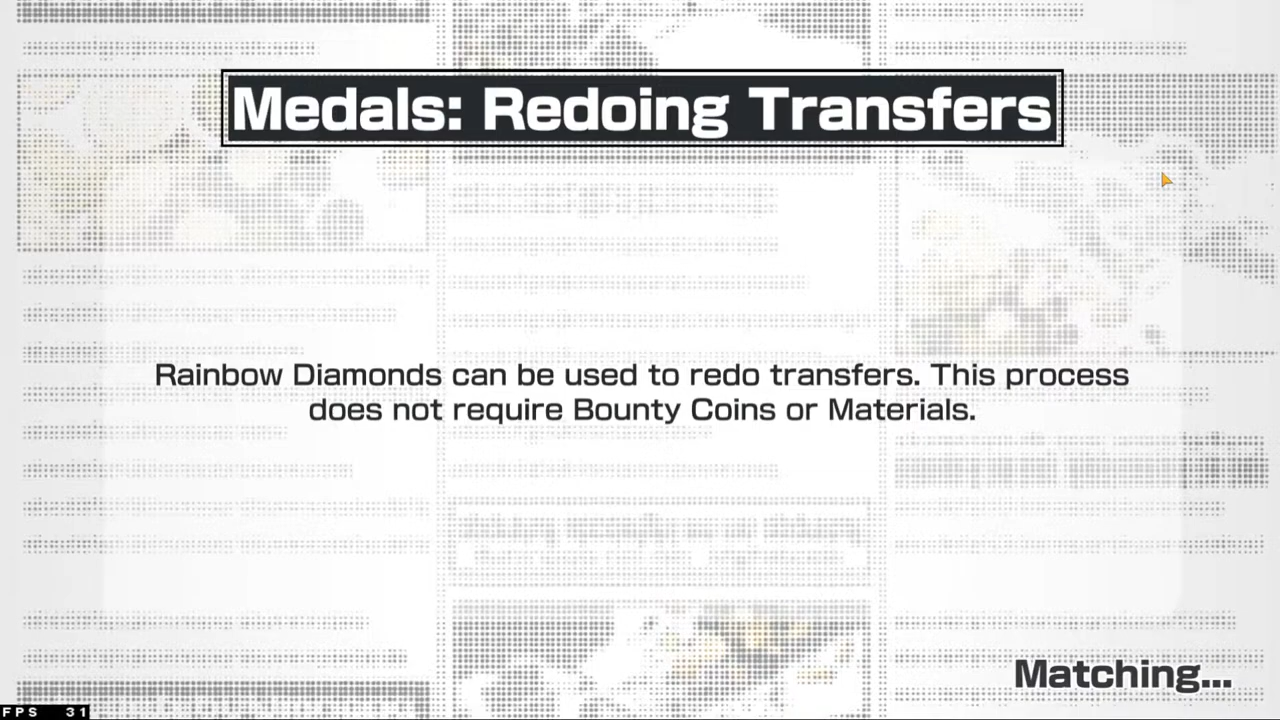 Medals: Redoing Transfers
Rainbow Diamonds can be used to redo transfers. This process
does not require Bounty Coins or Materials.
Matching...
FPS 31